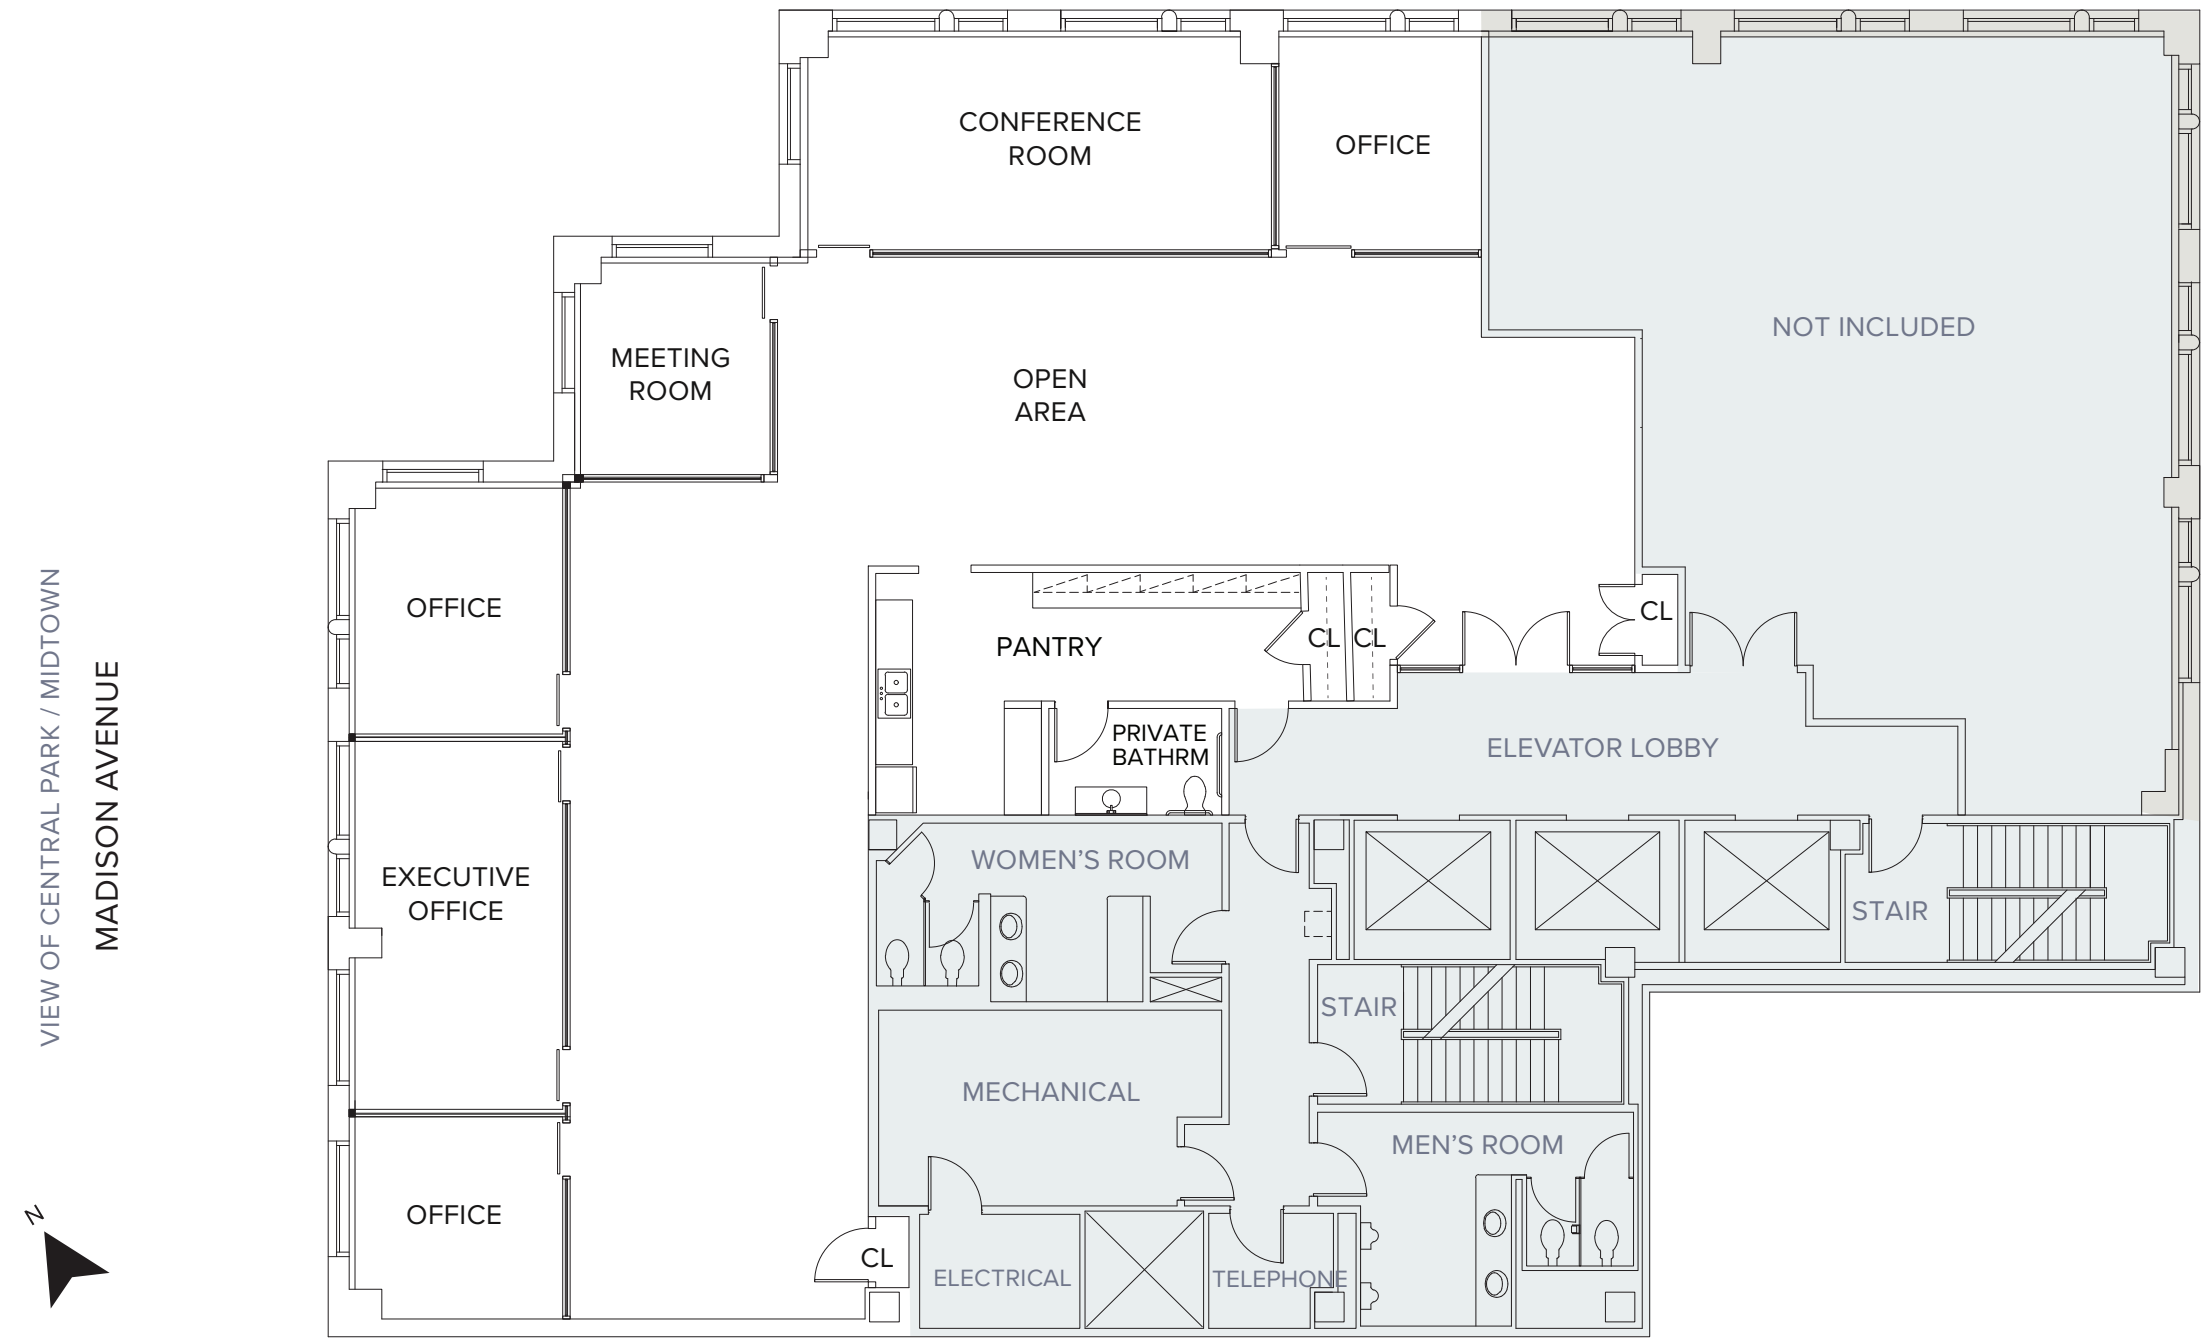 CONFERENCE
ROOM
OFFICE
NOT INCLUDED
MEETING
ROOM
OPEN
AREA
OFFICE
PANTRY
CL
CL
CL
PRIVATE
BATHRM
ELEVATOR LOBBY
VIEW OF CENTRAL PARK / MIDTOWN
MADISON AVENUE
EXECUTIVE
OFFICE
WOMEN'S ROOM
STAIR
STAIR
MECHANICAL
MEN'S ROOM
OFFICE
CL
ELECTRICAL
TELEPHONE
N